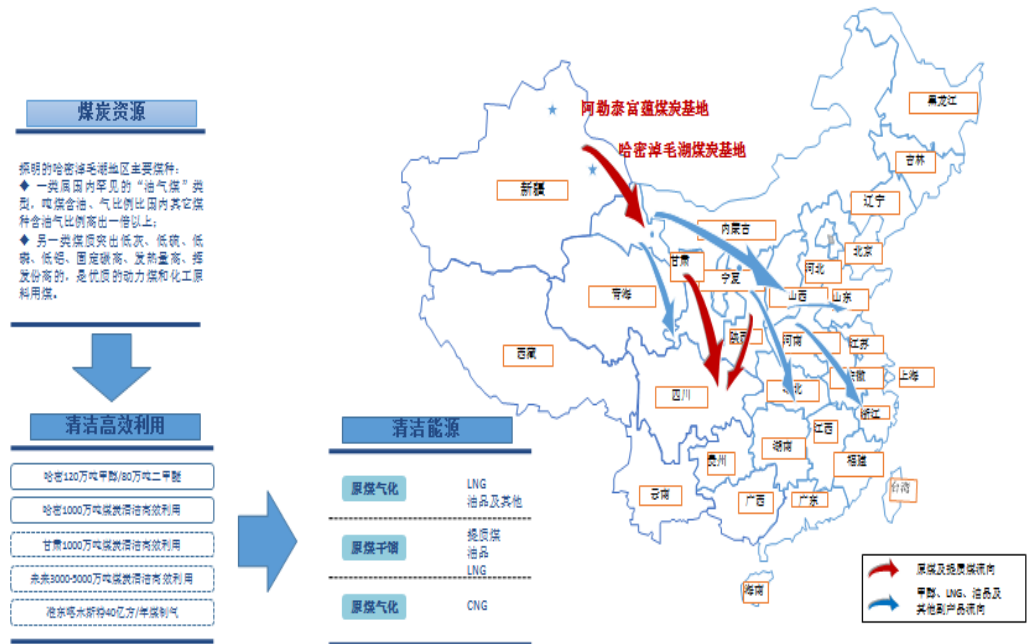 煤炭资源
探明的哈密淖毛湖地区主要煤种：
◆ 一类属国内罕见的“油气煤”类
型，吨煤含油、气比例比国内其它煤
种含油气比例高出一倍以上；
◆ 另一类煤质突出低灰、低硫、低
磷、低铝、固定碳高、发热量高、挥
发份高的，是优质的动力煤和化工原
料用煤。
清洁高效利用
哈密120万吨甲醇/80万吨二甲醚
哈密1000万吨煤炭清洁高效利用
甘肃1000万吨煤炭清洁高效利用
未来3000-5000万吨煤炭清洁高效利用
准东喀木斯特40亿方/年煤制气
清洁能源
原煤气化
LNG
油品及其他
原煤干馏
提质煤
油品
LNG
原煤气化
CNG
阿勒泰富蕴煤炭基地
哈密淖毛湖煤炭基地
黑龙江
吉林
新疆
辽宁
内蒙古
北京
甘肃
河北
宁夏
青海
山西
山东
陕西
河南
江苏
西藏
安徽
上海
四川
湖北
浙江
江西
湖南
贵州
福建
云南
广西
广东
台湾
海南
原煤及提质煤流向
甲醇、LNG、油品及
其他副产品流向